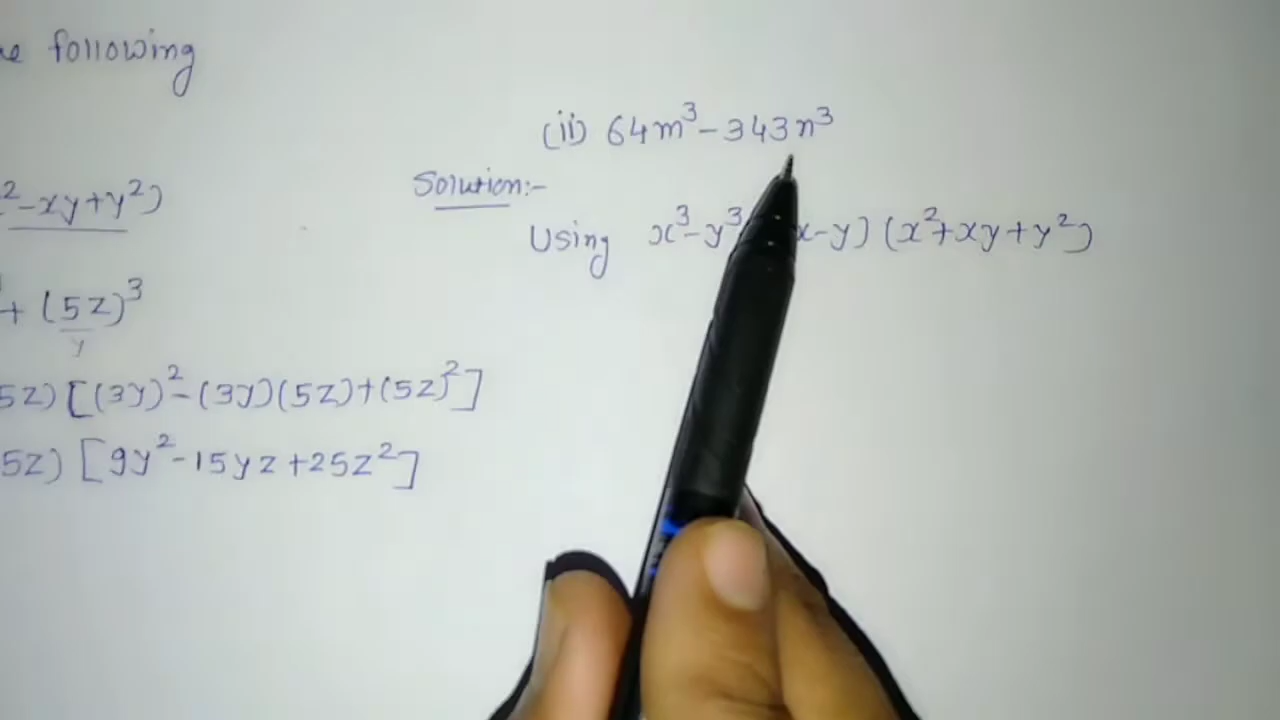 ne following
²-xy+y²)
+ (5z)³
y
5z) [(3y)²-(3y)(5z)+(5z)²]
5z) [9y²-15yz+25z²]
(ii) 64m³-343n³
Solution:-
Using x³-y³ x-y) (x²+xy+y²)